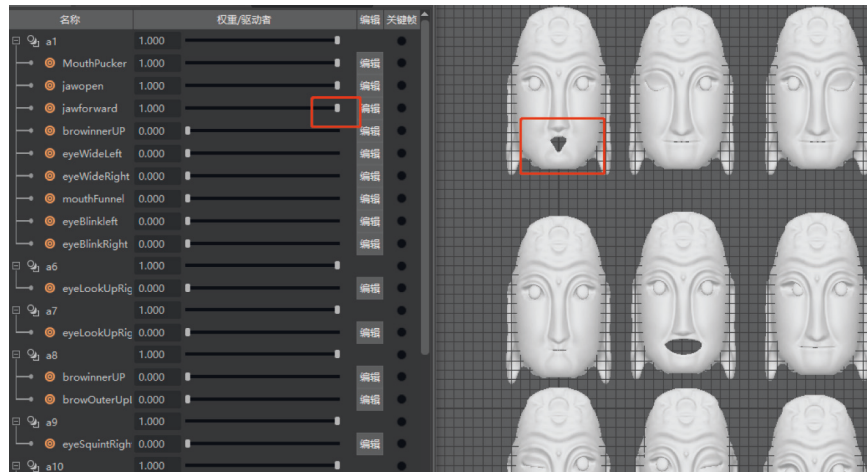 名称 权重/驱动者 编辑 关键帧
a1 1.000
MouthPucker 1.000 编辑
jawopen 1.000 编辑
jawforward 1.000 编辑
browinnerUP 0.000 编辑
eyeWideLeft 0.000 编辑
eyeWideRight 0.000 编辑
mouthFunnel 0.000 编辑
eyeBlinkleft 0.000 编辑
eyeBlinkRight 0.000 编辑
a6 1.000
eyeLookUpRig 0.000 编辑
a7 1.000
eyeLookUpRig 0.000 编辑
a8 1.000
browinnerUP 0.000 编辑
browOuterUpl 0.000 编辑
a9 1.000
eyeSquintRigh 0.000 编辑
a10 1.000